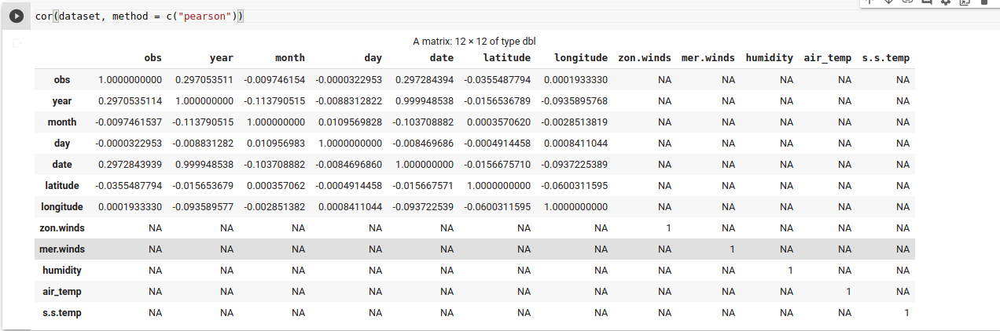 cor(dataset, method = c("pearson"))
A matrix: 12 × 12 of type dbl
obs year month day date latitude longitude zon.winds mer.winds humidity air_temp s.s.temp
obs 1.0000000000 0.297053511 -0.009746154 -0.0000322953 0.297284394 -0.0355487794 0.0001933330 NA NA NA NA NA
year 0.2970535114 1.000000000 -0.113790515 -0.0088312822 0.999948538 -0.0156536789 -0.0935895768 NA NA NA NA NA
month -0.0097461537 -0.113790515 1.000000000 0.0109569828 -0.103708882 0.0003570620 -0.0028513819 NA NA NA NA NA
day -0.0000322953 -0.008831282 0.010956983 1.0000000000 -0.008469686 -0.0004914458 0.0008411044 NA NA NA NA NA
date 0.2972843939 0.999948538 -0.103708882 -0.0084696860 1.000000000 -0.0156675710 -0.0937225389 NA NA NA NA NA
latitude -0.0355487794 -0.015653679 0.000357062 -0.0004914458 -0.015667571 1.0000000000 -0.0600311595 NA NA NA NA NA
longitude 0.0001933330 -0.093589577 -0.002851382 0.0008411044 -0.093722539 -0.0600311595 1.0000000000 NA NA NA NA NA
zon.winds NA NA NA NA NA NA NA 1 NA NA NA NA
mer.winds NA NA NA NA NA NA NA NA 1 NA NA NA
humidity NA NA NA NA NA NA NA NA NA 1 NA NA
air_temp NA NA NA NA NA NA NA NA NA NA 1 NA
s.s.temp NA NA NA NA NA NA NA NA NA NA NA 1